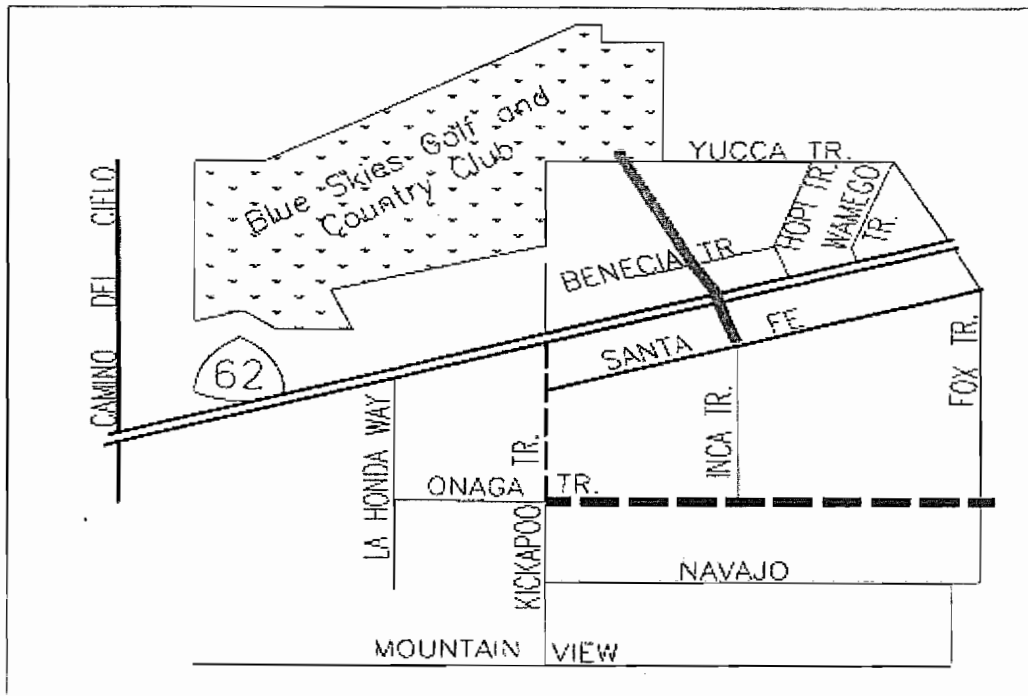 Blue Skies Golf and
Country Club
YUCCA TR.
CAMINO DEL CIELO
HOPI TR.
WAMEGO
TR.
BENECIA TR.
SANTA FE
62
FOX TR.
INCA TR.
LA HONDA WAY
KICKAPOO TR.
ONAGA TR.
NAVAJO
MOUNTAIN VIEW